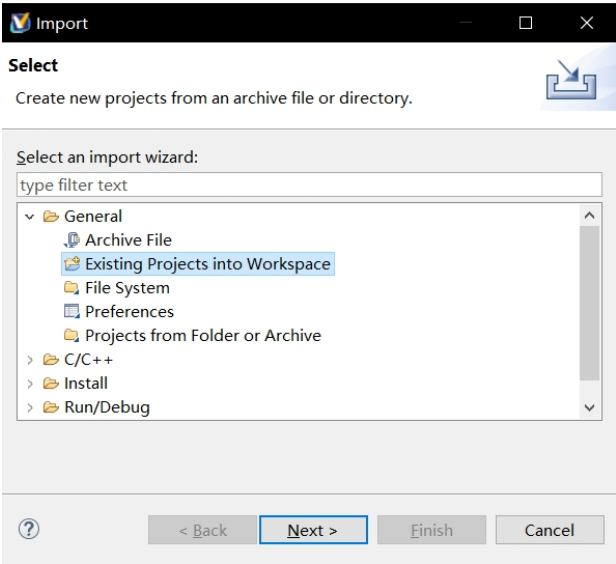 Import
Select
Create new projects from an archive file or directory.
Select an import wizard:
type filter text
General
Archive File
Existing Projects into Workspace
File System
Preferences
Projects from Folder or Archive
C/C++
Install
Run/Debug
?
< Back
Next >
Finish
Cancel